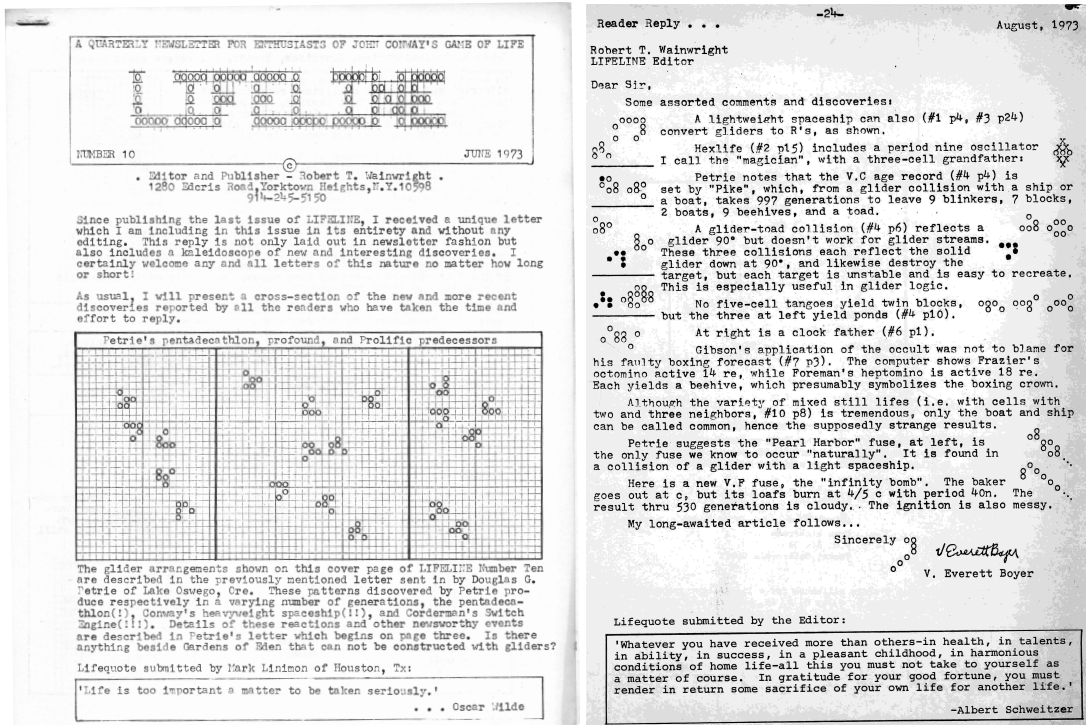 A QUARTERLY NEWSLETTER FOR ENTHUSIASTS OF JOHN CONWAY'S GAME OF LIFE
LIFELINE
NUMBER 10
JUNE 1973
©
. Editor and Publisher - Robert T. Wainwright .
1280 Edcris Road, Yorktown Heights, N.Y. 10598
914-245-5150
Since publishing the last issue of LIFELINE, I received a unique letter
which I am including in this issue in its entirety and without any
editing. This reply is not only laid out in newsletter fashion but
also includes a kaleidoscope of new and interesting discoveries. I
certainly welcome any and all letters of this nature no matter how long
or short!
As usual, I will present a cross-section of the new and more recent
discoveries reported by all the readers who have taken the time and
effort to reply.
Petrie's pentadecathlon, profound, and Prolific predecessors
The glider arrangements shown on this cover page of LIFELINE Number Ten
are described in the previously mentioned letter sent in by Douglas G.
Petrie of Lake Oswego, Ore. These patterns discovered by Petrie pro-
duce respectively in a varying number of generations, the pentadeca-
thlon(!), Conway's heavyweight spaceship(!!), and Corderman's Switch
Engine(!!!). Details of these reactions and other newsworthy events
are described in Petrie's letter which begins on page three. Is there
anything beside Gardens of Eden that can not be constructed with gliders?
Lifequote submitted by Mark Linimon of Houston, Tx:
'Life is too important a matter to be taken seriously.'
. . . Oscar Wilde
-24-
Reader Reply . . .
August, 1973
Robert T. Wainwright
LIFELINE Editor
Dear Sir,
Some assorted comments and discoveries:
A lightweight spaceship can also (#1 p4, #3 p24)
convert gliders to R's, as shown.
Hexlife (#2 p15) includes a period nine oscillator
I call the "magician", with a three-cell grandfather:
Petrie notes that the V.C age record (#4 p4) is
set by "Pike", which, from a glider collision with a ship or
a boat, takes 997 generations to leave 9 blinkers, 7 blocks,
2 boats, 9 beehives, and a toad.
A glider-toad collision (#4 p6) reflects a
glider 90° but doesn't work for glider streams.
These three collisions each reflect the solid
glider down at 90°, and likewise destroy the
target, but each target is unstable and is easy to recreate.
This is especially useful in glider logic.
No five-cell tangoes yield twin blocks,
but the three at left yield ponds (#4 p10).
At right is a clock father (#6 p1).
Gibson's application of the occult was not to blame for
his faulty boxing forecast (#7 p3). The computer shows Frazier's
octomino active 14 re, while Foreman's heptomino is active 18 re.
Each yields a beehive, which presumably symbolizes the boxing crown.
Although the variety of mixed still lifes (i.e. with cells with
two and three neighbors, #10 p8) is tremendous, only the boat and ship
can be called common, hence the supposedly strange results.
Petrie suggests the "Pearl Harbor" fuse, at left, is
the only fuse we know to occur "naturally". It is found in
a collision of a glider with a light spaceship.
Here is a new V.F fuse, the "infinity bomb". The baker
goes out at c, but its loafs burn at 4/5 c with period 40n. The
result thru 530 generations is cloudy. The ignition is also messy.
My long-awaited article follows...
Sincerely
V Everett Boyer
V. Everett Boyer
Lifequote submitted by the Editor:
'Whatever you have received more than others-in health, in talents,
in ability, in success, in a pleasant childhood, in harmonious
conditions of home life-all this you must not take to yourself as
a matter of course. In gratitude for your good fortune, you must
render in return some sacrifice of your own life for another life.'
-Albert Schweitzer